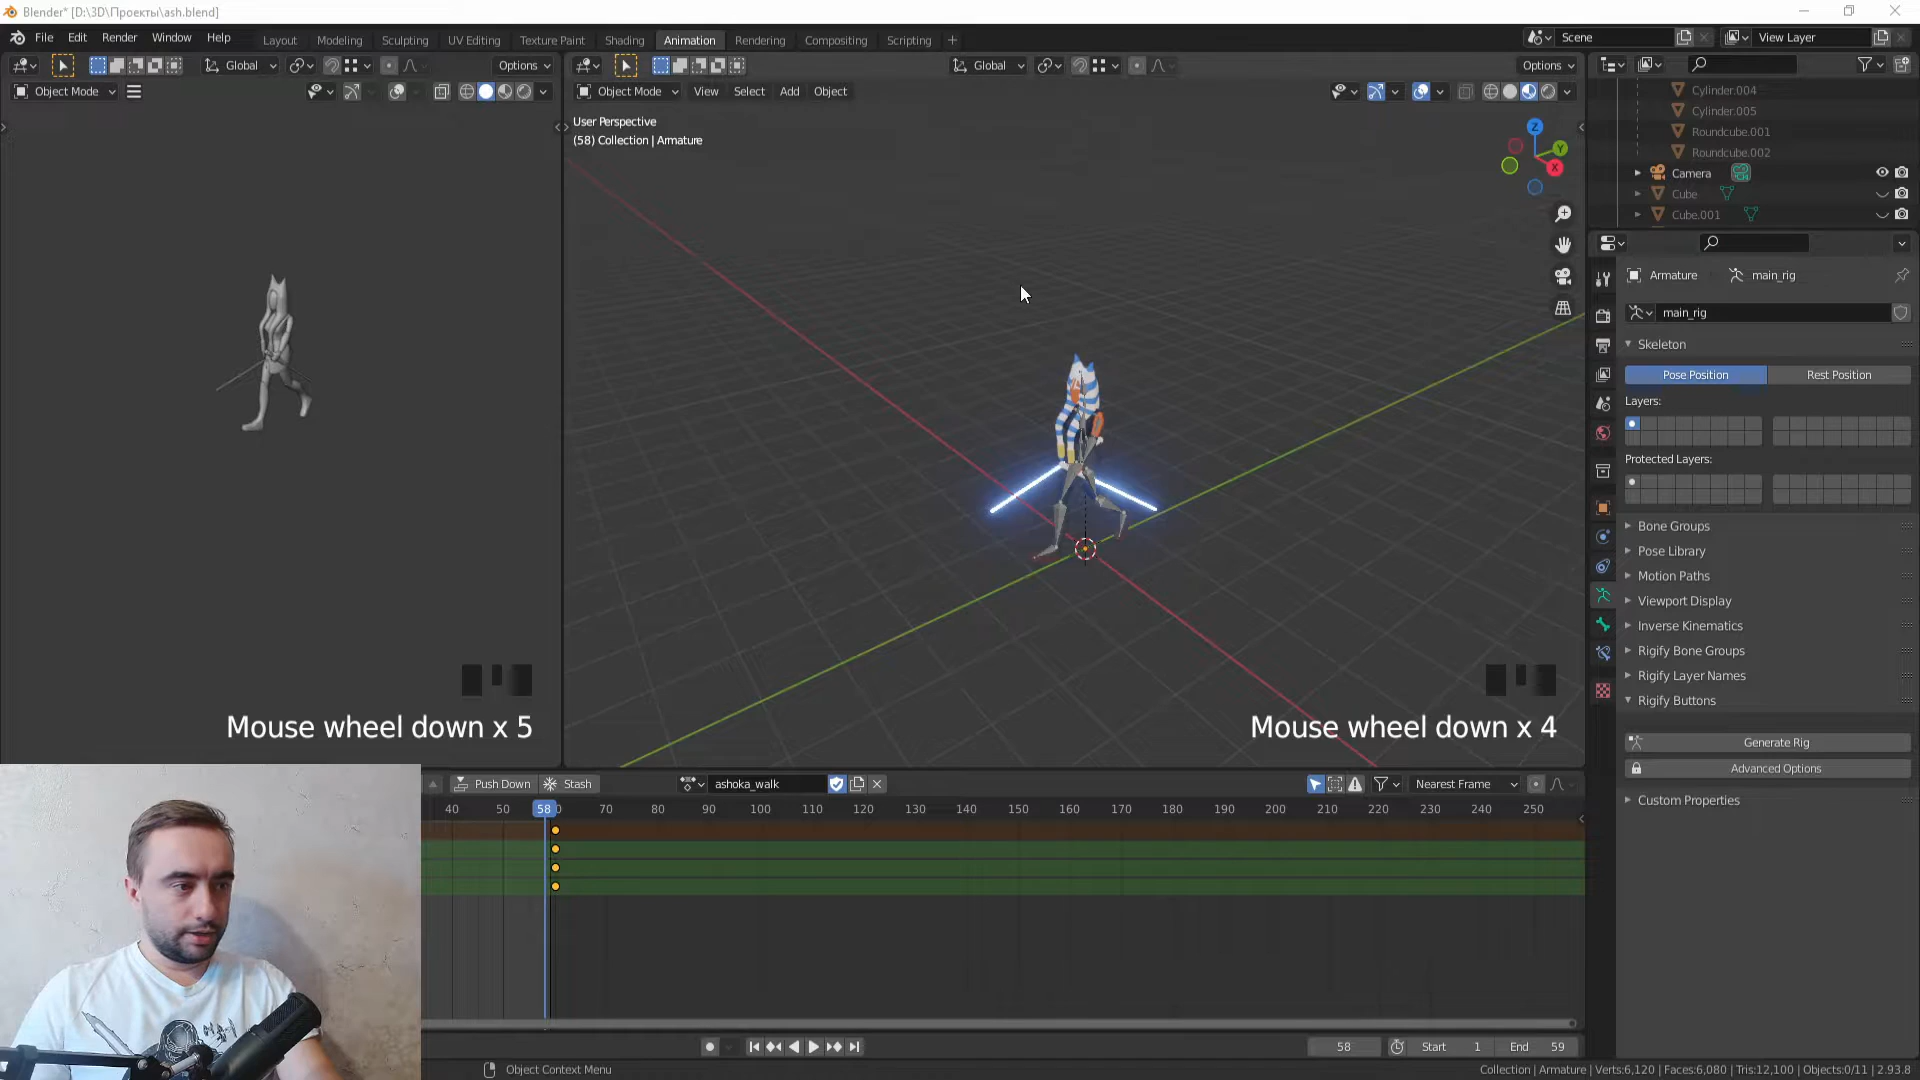 Blender* [D:\3D\Проекты\ash.blend]
File Edit Render Window Help Layout Modeling Sculpting UV Editing Texture Paint Shading Animation Rendering Compositing Scripting + Scene View Layer
Global Options Global Options
Object Mode Object Mode View Select Add Object
User Perspective
(58) Collection | Armature
Z
Y
X
Cylinder.004
Cylinder.005
Roundcube.001
Roundcube.002
Camera
Cube
Cube.001
Armature main_rig
main_rig
Skeleton
Pose Position Rest Position
Layers:
Protected Layers:
Bone Groups
Pose Library
Motion Paths
Viewport Display
Inverse Kinematics
Rigify Bone Groups
Rigify Layer Names
Rigify Buttons
Generate Rig
Advanced Options
Custom Properties
Mouse wheel down x 5 Mouse wheel down x 4
Push Down Stash ashoka_walk Nearest Frame
40 50 58 70 80 90 100 110 120 130 140 150 160 170 180 190 200 210 220 230 240 250
58 Start 1 End 59
Object Context Menu Collection | Armature | Verts:6,120 | Faces:6,080 | Tris:12,100 | Objects:0/11 | 2.93.8